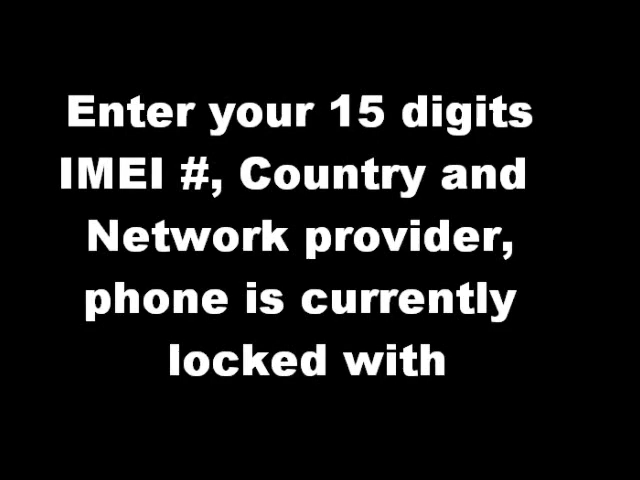 Enter your 15 digits
IMEI #, Country and
Network provider,
phone is currently
locked with